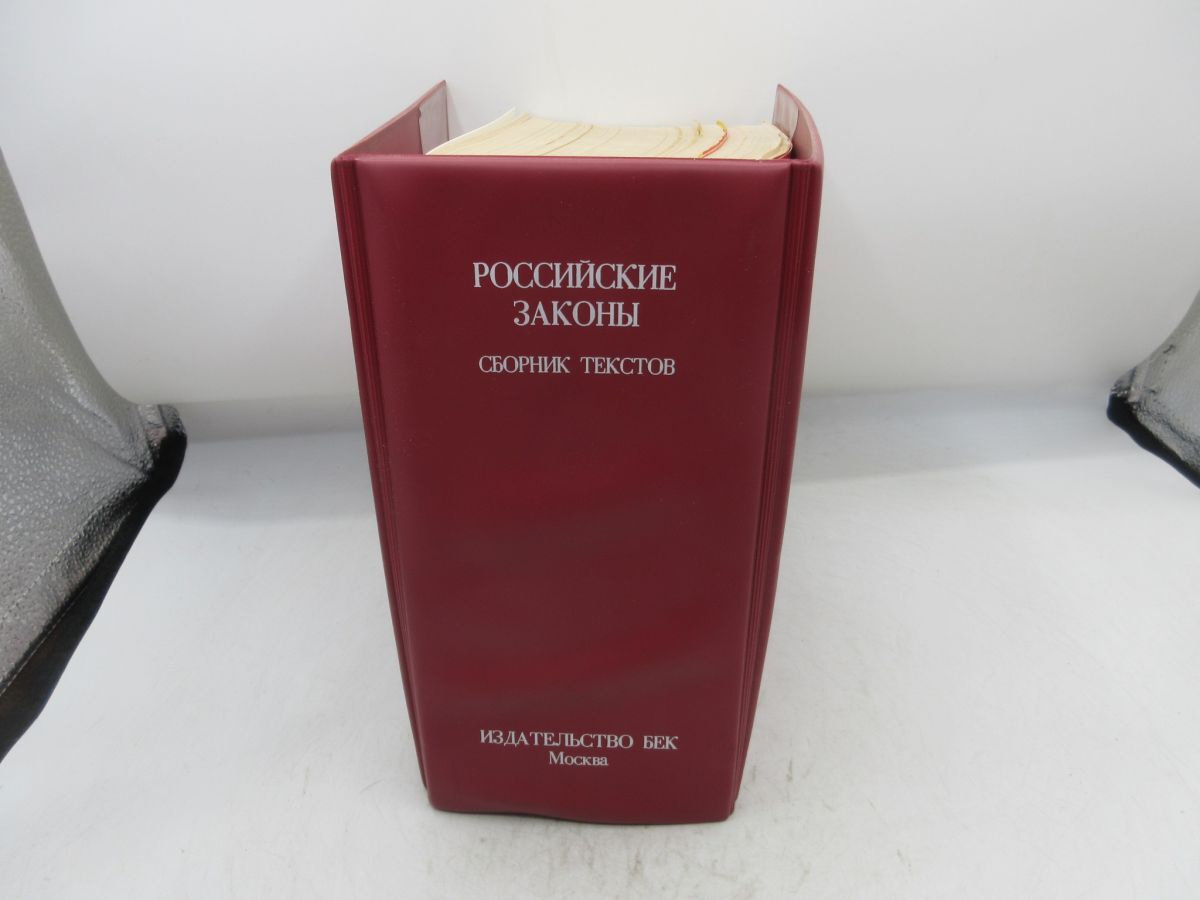 РОССИЙСКИЕ
ЗАКОНЫ
СБОРНИК ТЕКСТОВ
ИЗДАТЕЛЬСТВО БЕК
Москва